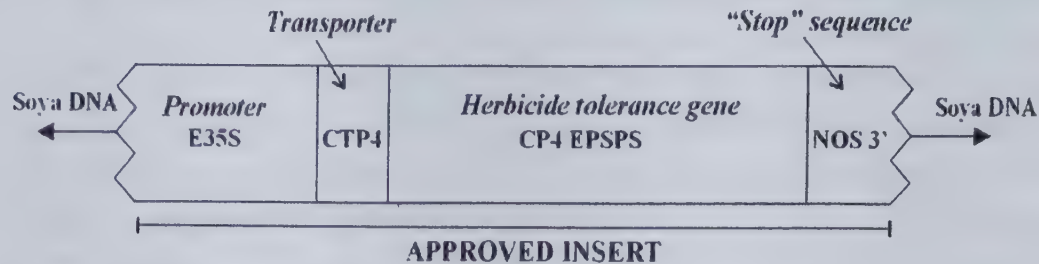 Transporter
"Stop" sequence
Soya DNA
Promoter
E35S
CTP4
Herbicide tolerance gene
CP4 EPSPS
NOS 3'
Soya DNA
APPROVED INSERT